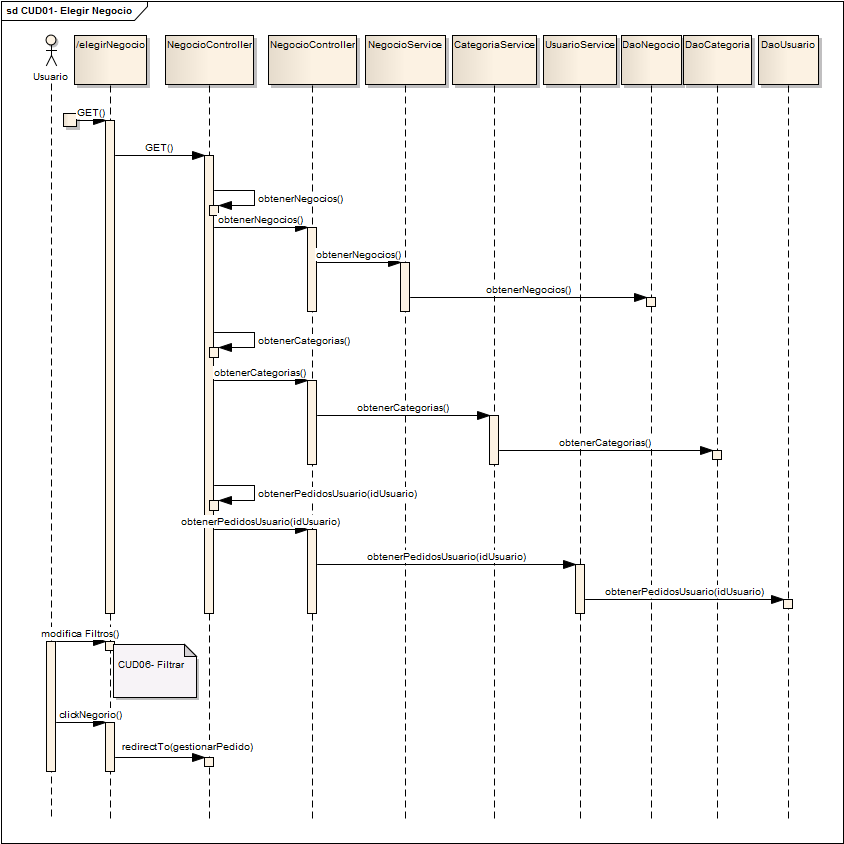 sd CUD01- Elegir Negocio
Usuario
/elegirNegocio
NegocioController
NegocioController
NegocioService
CategoriaService
UsuarioService
DaoNegocio
DaoCategoria
DaoUsuario
GET()
GET()
obtenerNegocios()
obtenerNegocios()
obtenerNegocios()
obtenerNegocios()
obtenerCategorias()
obtenerCategorias()
obtenerCategorias()
obtenerCategorias()
obtenerPedidosUsuario(idUsuario)
obtenerPedidosUsuario(idUsuario)
obtenerPedidosUsuario(idUsuario)
obtenerPedidosUsuario(idUsuario)
modifica Filtros()
CUD06- Filtrar
clickNegorio()
redirectTo(gestionarPedido)